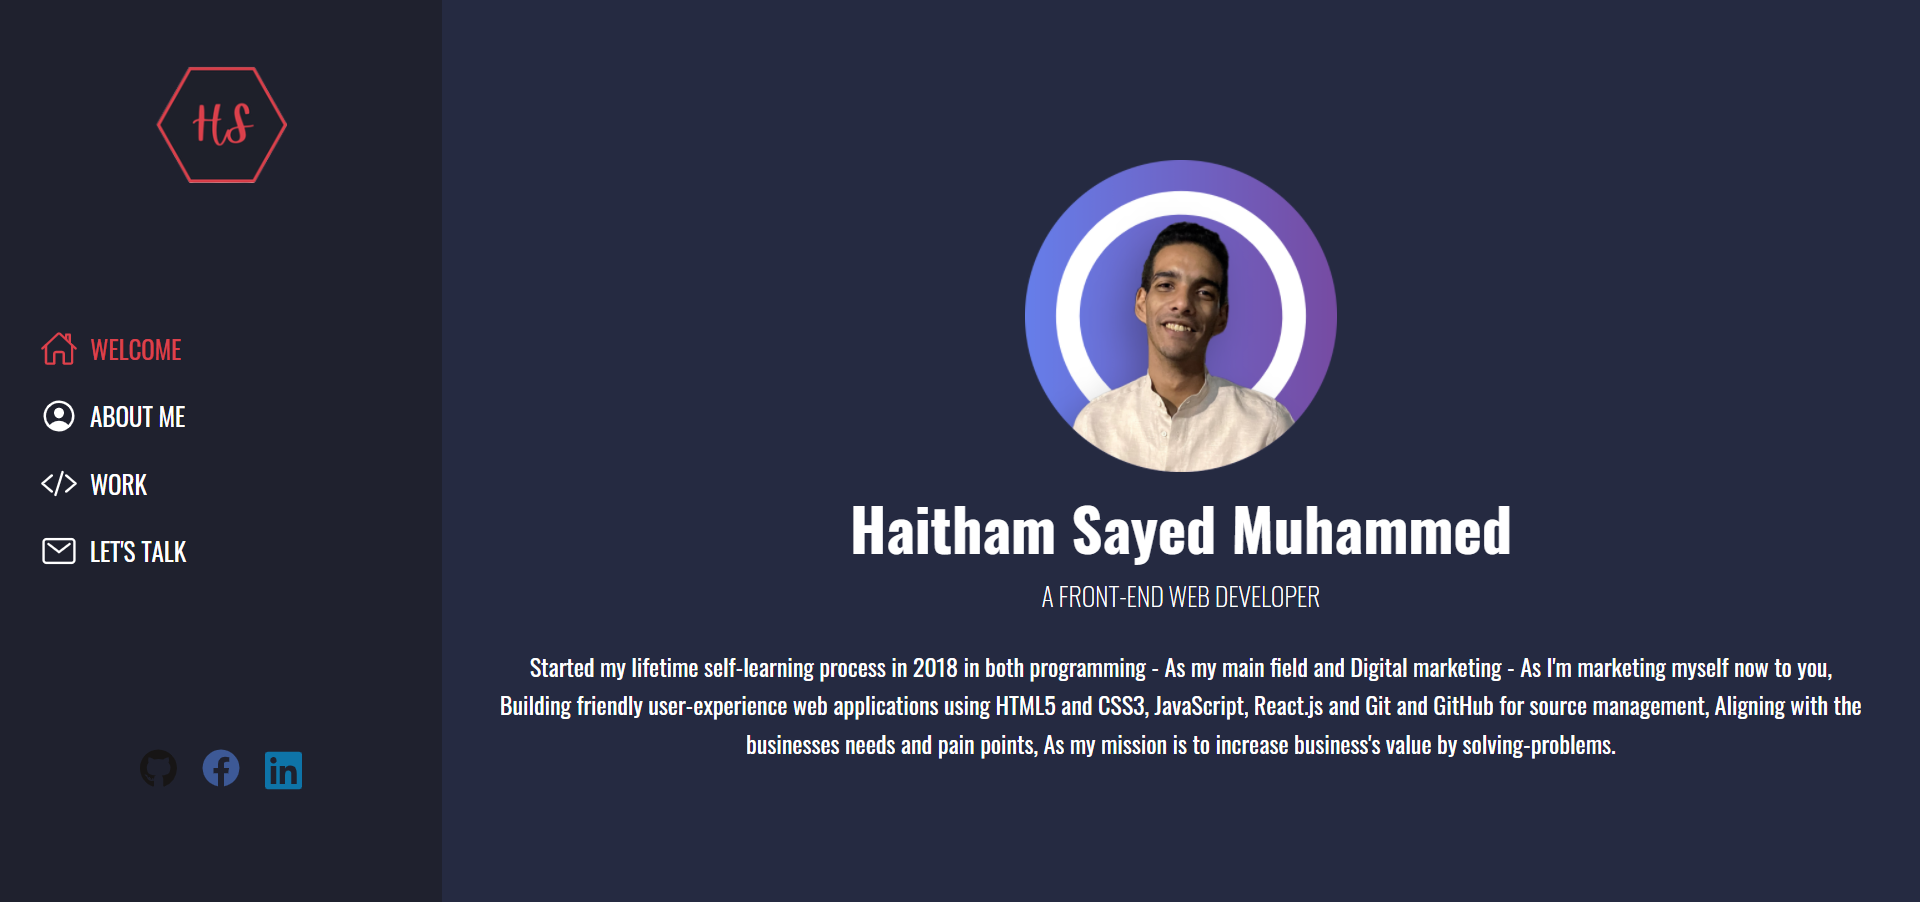 HS
WELCOME
ABOUT ME
WORK
LET'S TALK
Haitham Sayed Muhammed
A FRONT-END WEB DEVELOPER
Started my lifetime self-learning process in 2018 in both programming - As my main field and Digital marketing - As I'm marketing myself now to you,
Building friendly user-experience web applications using HTML5 and CSS3, JavaScript, React.js and Git and GitHub for source management, Aligning with the
businesses needs and pain points, As my mission is to increase business's value by solving-problems.
in